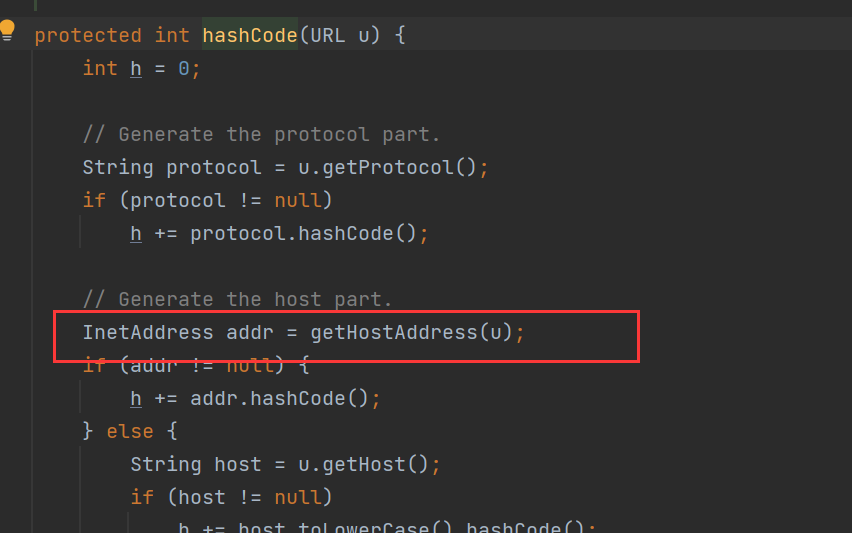 protected int hashCode(URL u) {
int h = 0;
// Generate the protocol part.
String protocol = u.getProtocol();
if (protocol != null)
h += protocol.hashCode();
// Generate the host part.
InetAddress addr = getHostAddress(u);
if (addr != null) {
h += addr.hashCode();
} else {
String host = u.getHost();
if (host != null)
h += host.toLowerCase().hashCode();